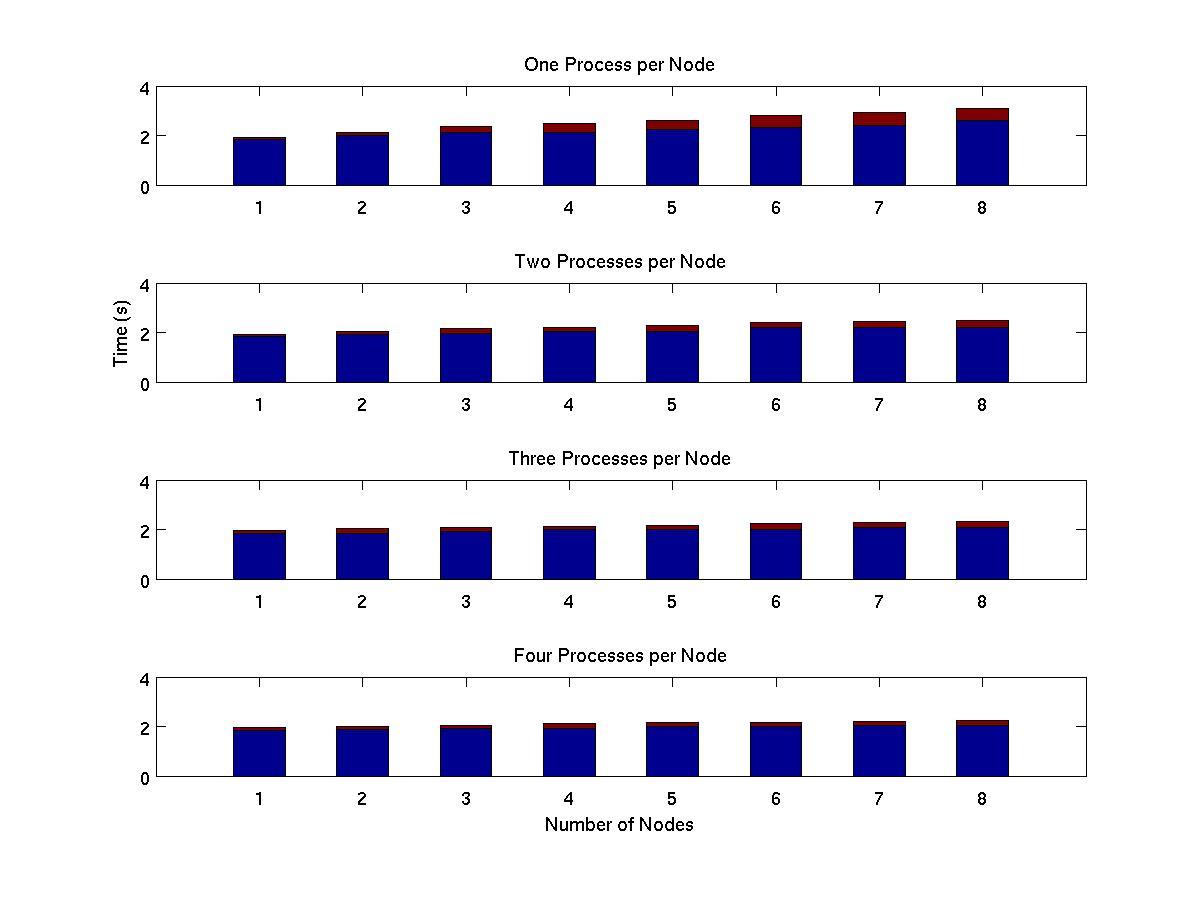 One Process per Node
4
2
0
1 2 3 4 5 6 7 8
Two Processes per Node
4
2
0
Time (s)
1 2 3 4 5 6 7 8
Three Processes per Node
4
2
0
1 2 3 4 5 6 7 8
Four Processes per Node
4
2
0
1 2 3 4 5 6 7 8
Number of Nodes